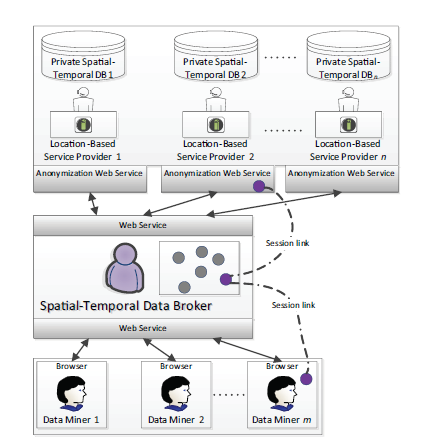 Private Spatial-
Temporal DB 1
Private Spatial-
Temporal DB 2
Private Spatial-
Temporal DB n
Location-Based
Service Provider 1
Location-Based
Service Provider 2
Location-Based
Service Provider n
Anonymization Web Service
Anonymization Web Service
Anonymization Web Service
Web Service
Session link
Spatial-Temporal Data Broker
Session link
Web Service
Browser
Data Miner 1
Browser
Data Miner 2
Browser
Data Miner m